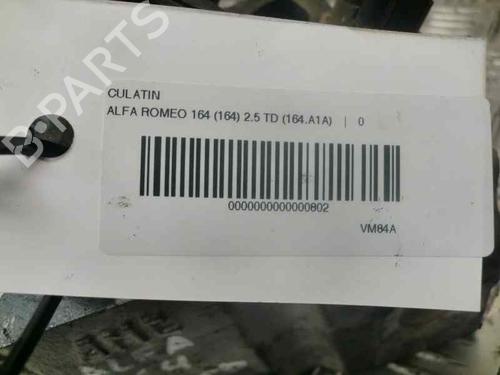 B-PARTS
CULATIN
ALFA ROMEO 164 (164) 2.5 TD (164.A1A) | 0
0000000000000802
VM84A